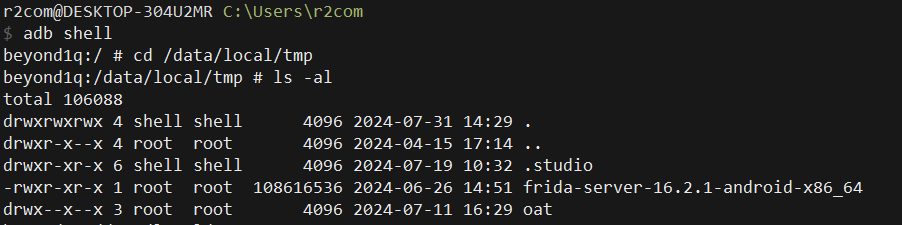 r2com@DESKTOP-304U2MR C:\Users\r2com
$ adb shell
beyond1q:/ # cd /data/local/tmp
beyond1q:/data/local/tmp # ls -al
total 106088
drwxrwxrwx 4 shell shell      4096 2024-07-31 14:29 .
drwxr-x--x 4 root  root       4096 2024-04-15 17:14 ..
drwxr-xr-x 6 shell shell      4096 2024-07-19 10:32 .studio
-rwxr-xr-x 1 root  root  108616536 2024-06-26 14:51 frida-server-16.2.1-android-x86_64
drwx--x--x 3 root  root       4096 2024-07-11 16:29 oat